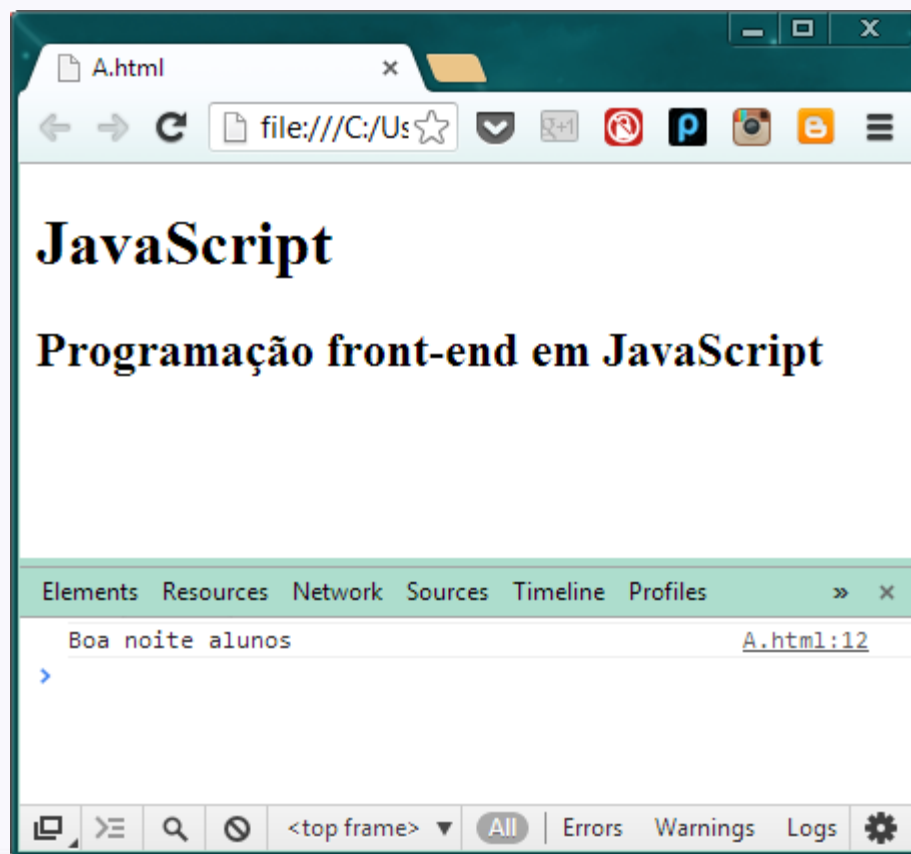 A.html
file:///C:/Us
g+1
JavaScript
Programação front-end em JavaScript
Elements Resources Network Sources Timeline Profiles »
Boa noite alunos A.html:12
>
<top frame> ▼ All Errors Warnings Logs